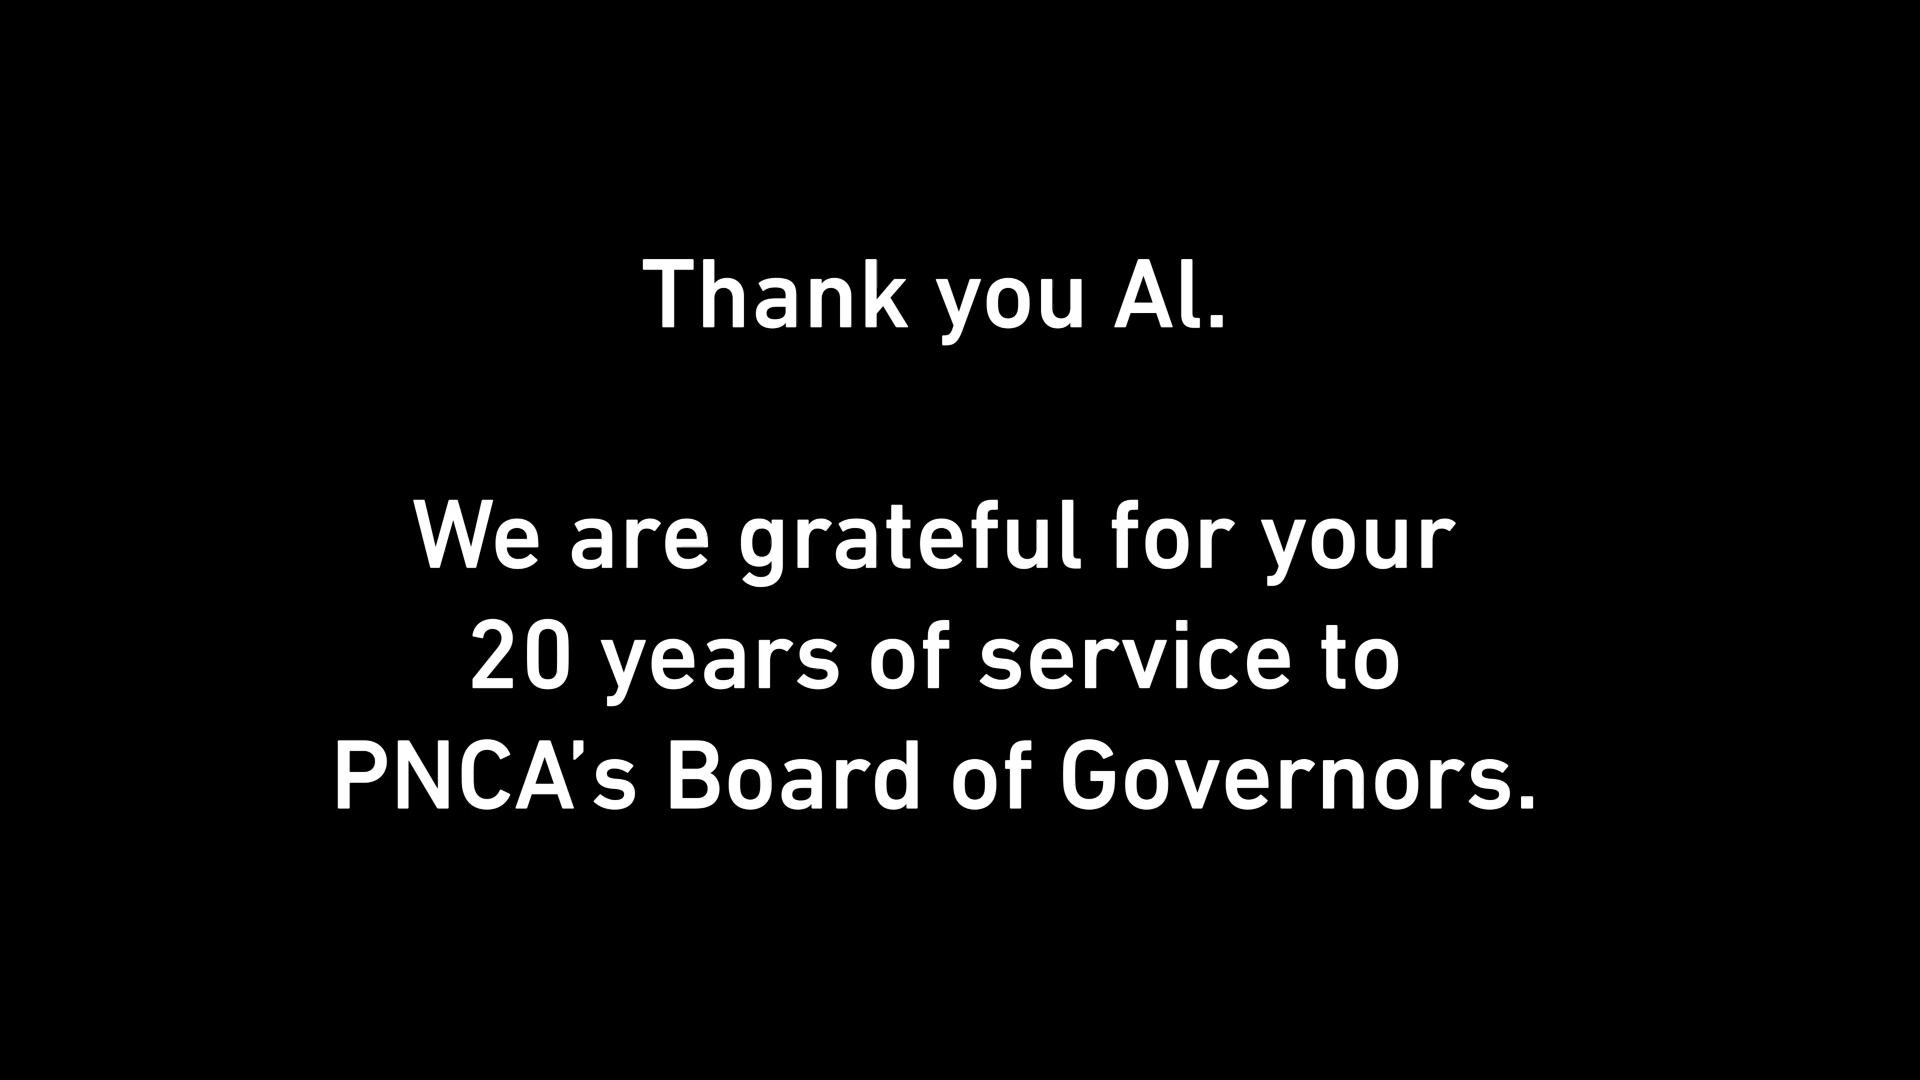 Thank you Al.
We are grateful for your
20 years of service to
PNCA’s Board of Governors.